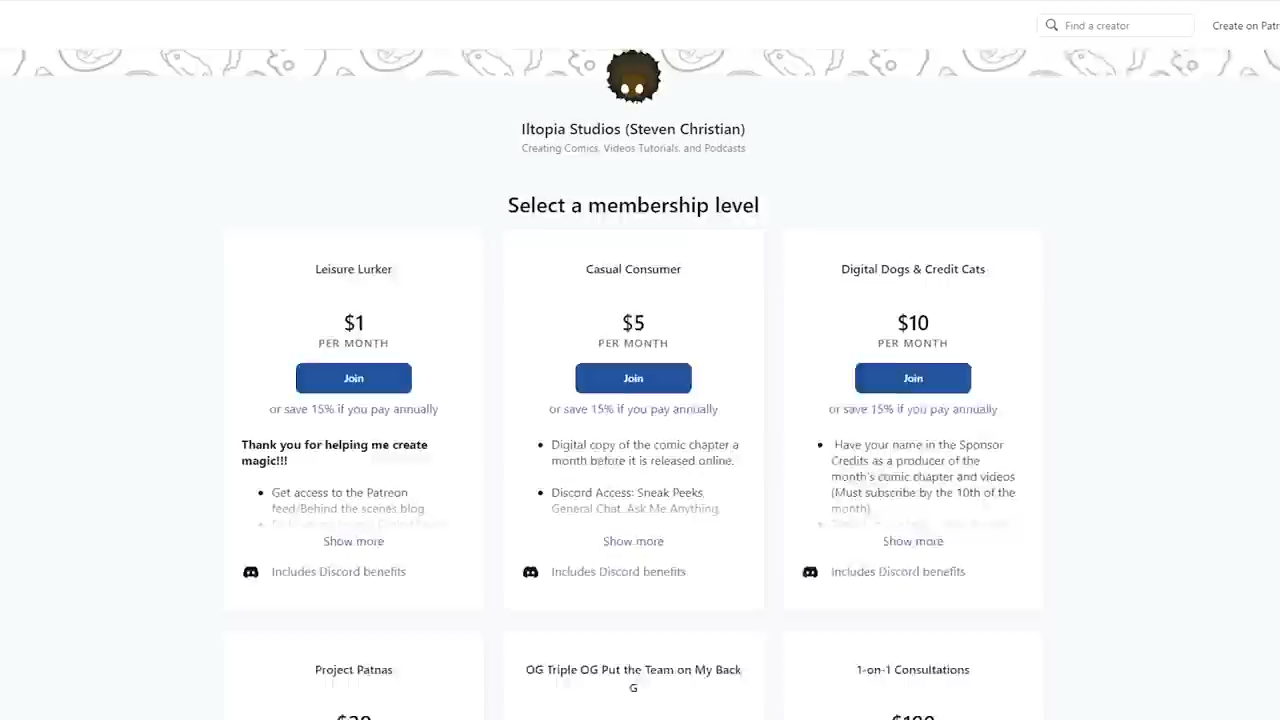 Find a creator
Create on Patr
Iltopia Studios (Steven Christian)
Creating Comics, Videos Tutorials, and Podcasts
Select a membership level
Leisure Lurker
$1
PER MONTH
Join
or save 15% if you pay annually
Thank you for helping me create
magic!!!
• Get access to the Patreon
feed/Behind the scenes blog
Show more
Includes Discord benefits
Casual Consumer
$5
PER MONTH
Join
or save 15% if you pay annually
• Digital copy of the comic chapter a
month before it is released online.
• Discord Access: Sneak Peeks,
General Chat, Ask Me Anything,
Show more
Includes Discord benefits
Digital Dogs & Credit Cats
$10
PER MONTH
Join
or save 15% if you pay annually
• Have your name in the Sponsor
Credits as a producer of the
month's comic chapter and videos
(Must subscribe by the 10th of the
month)
Show more
Includes Discord benefits
Project Patnas
OG Triple OG Put the Team on My Back
G
1-on-1 Consultations